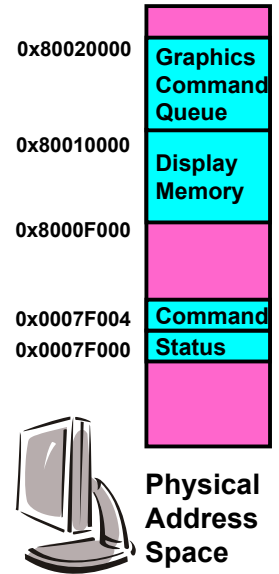 0x80020000
Graphics
Command
Queue
0x80010000
Display
Memory
0x8000F000
0x0007F004
Command
0x0007F000
Status
Physical
Address
Space